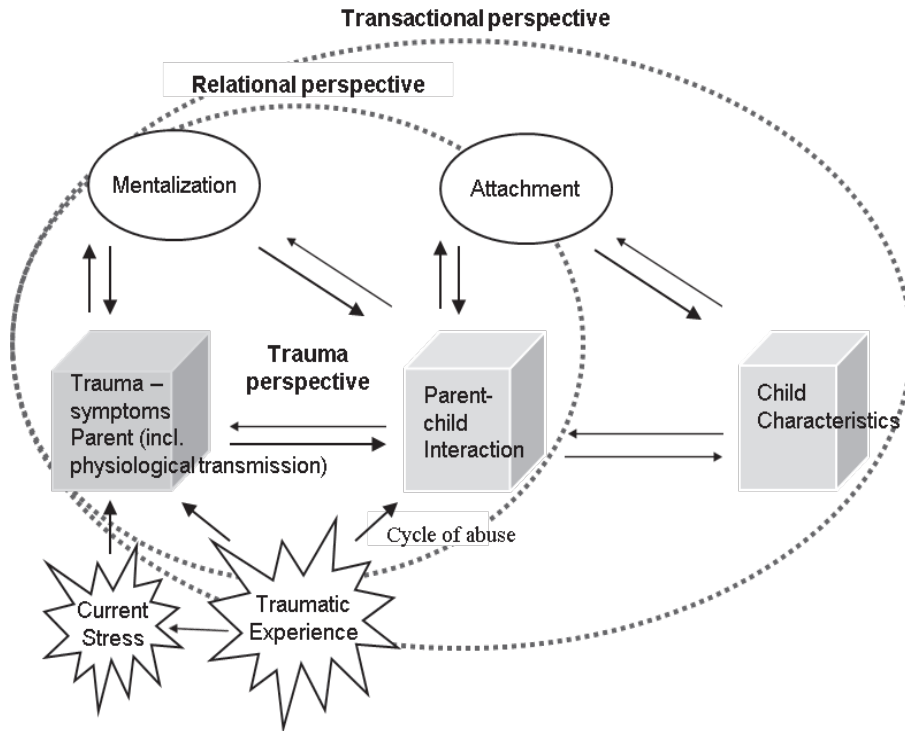 Transactional perspective
Relational perspective
Mentalization
Attachment
Trauma
perspective
Trauma –
symptoms
Parent (incl.
physiological transmission)
Parent-
child
Interaction
Child
Characteristics
Cycle of abuse
Current
Stress
Traumatic
Experience